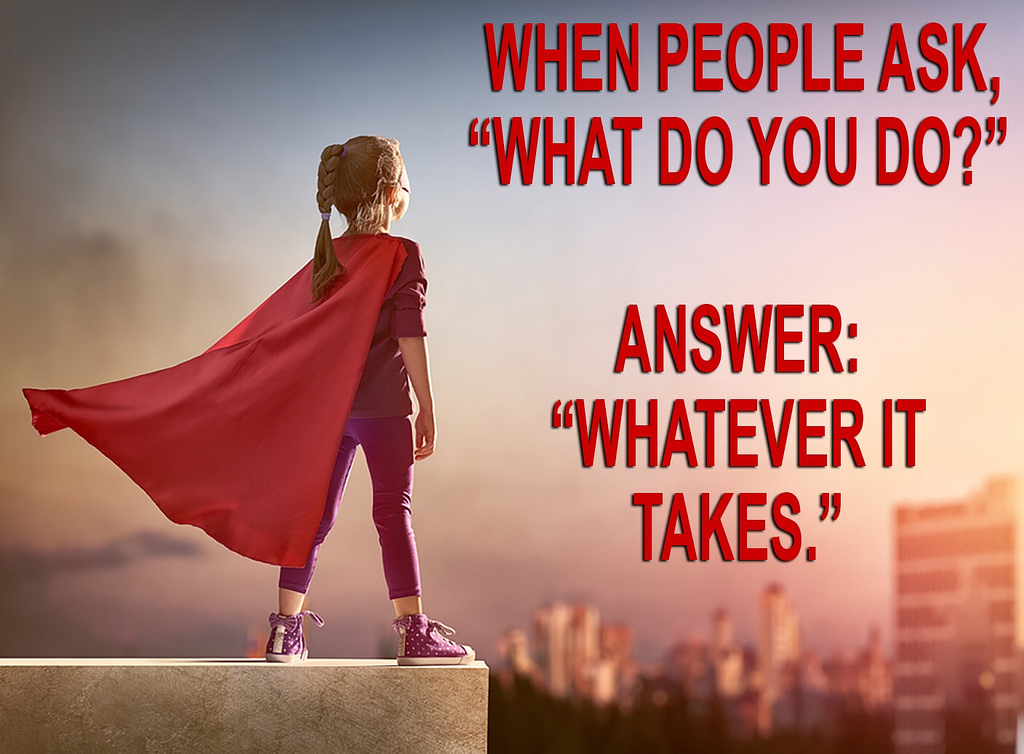 WHEN PEOPLE ASK,
“WHAT DO YOU DO?”
ANSWER:
“WHATEVER IT
TAKES.”